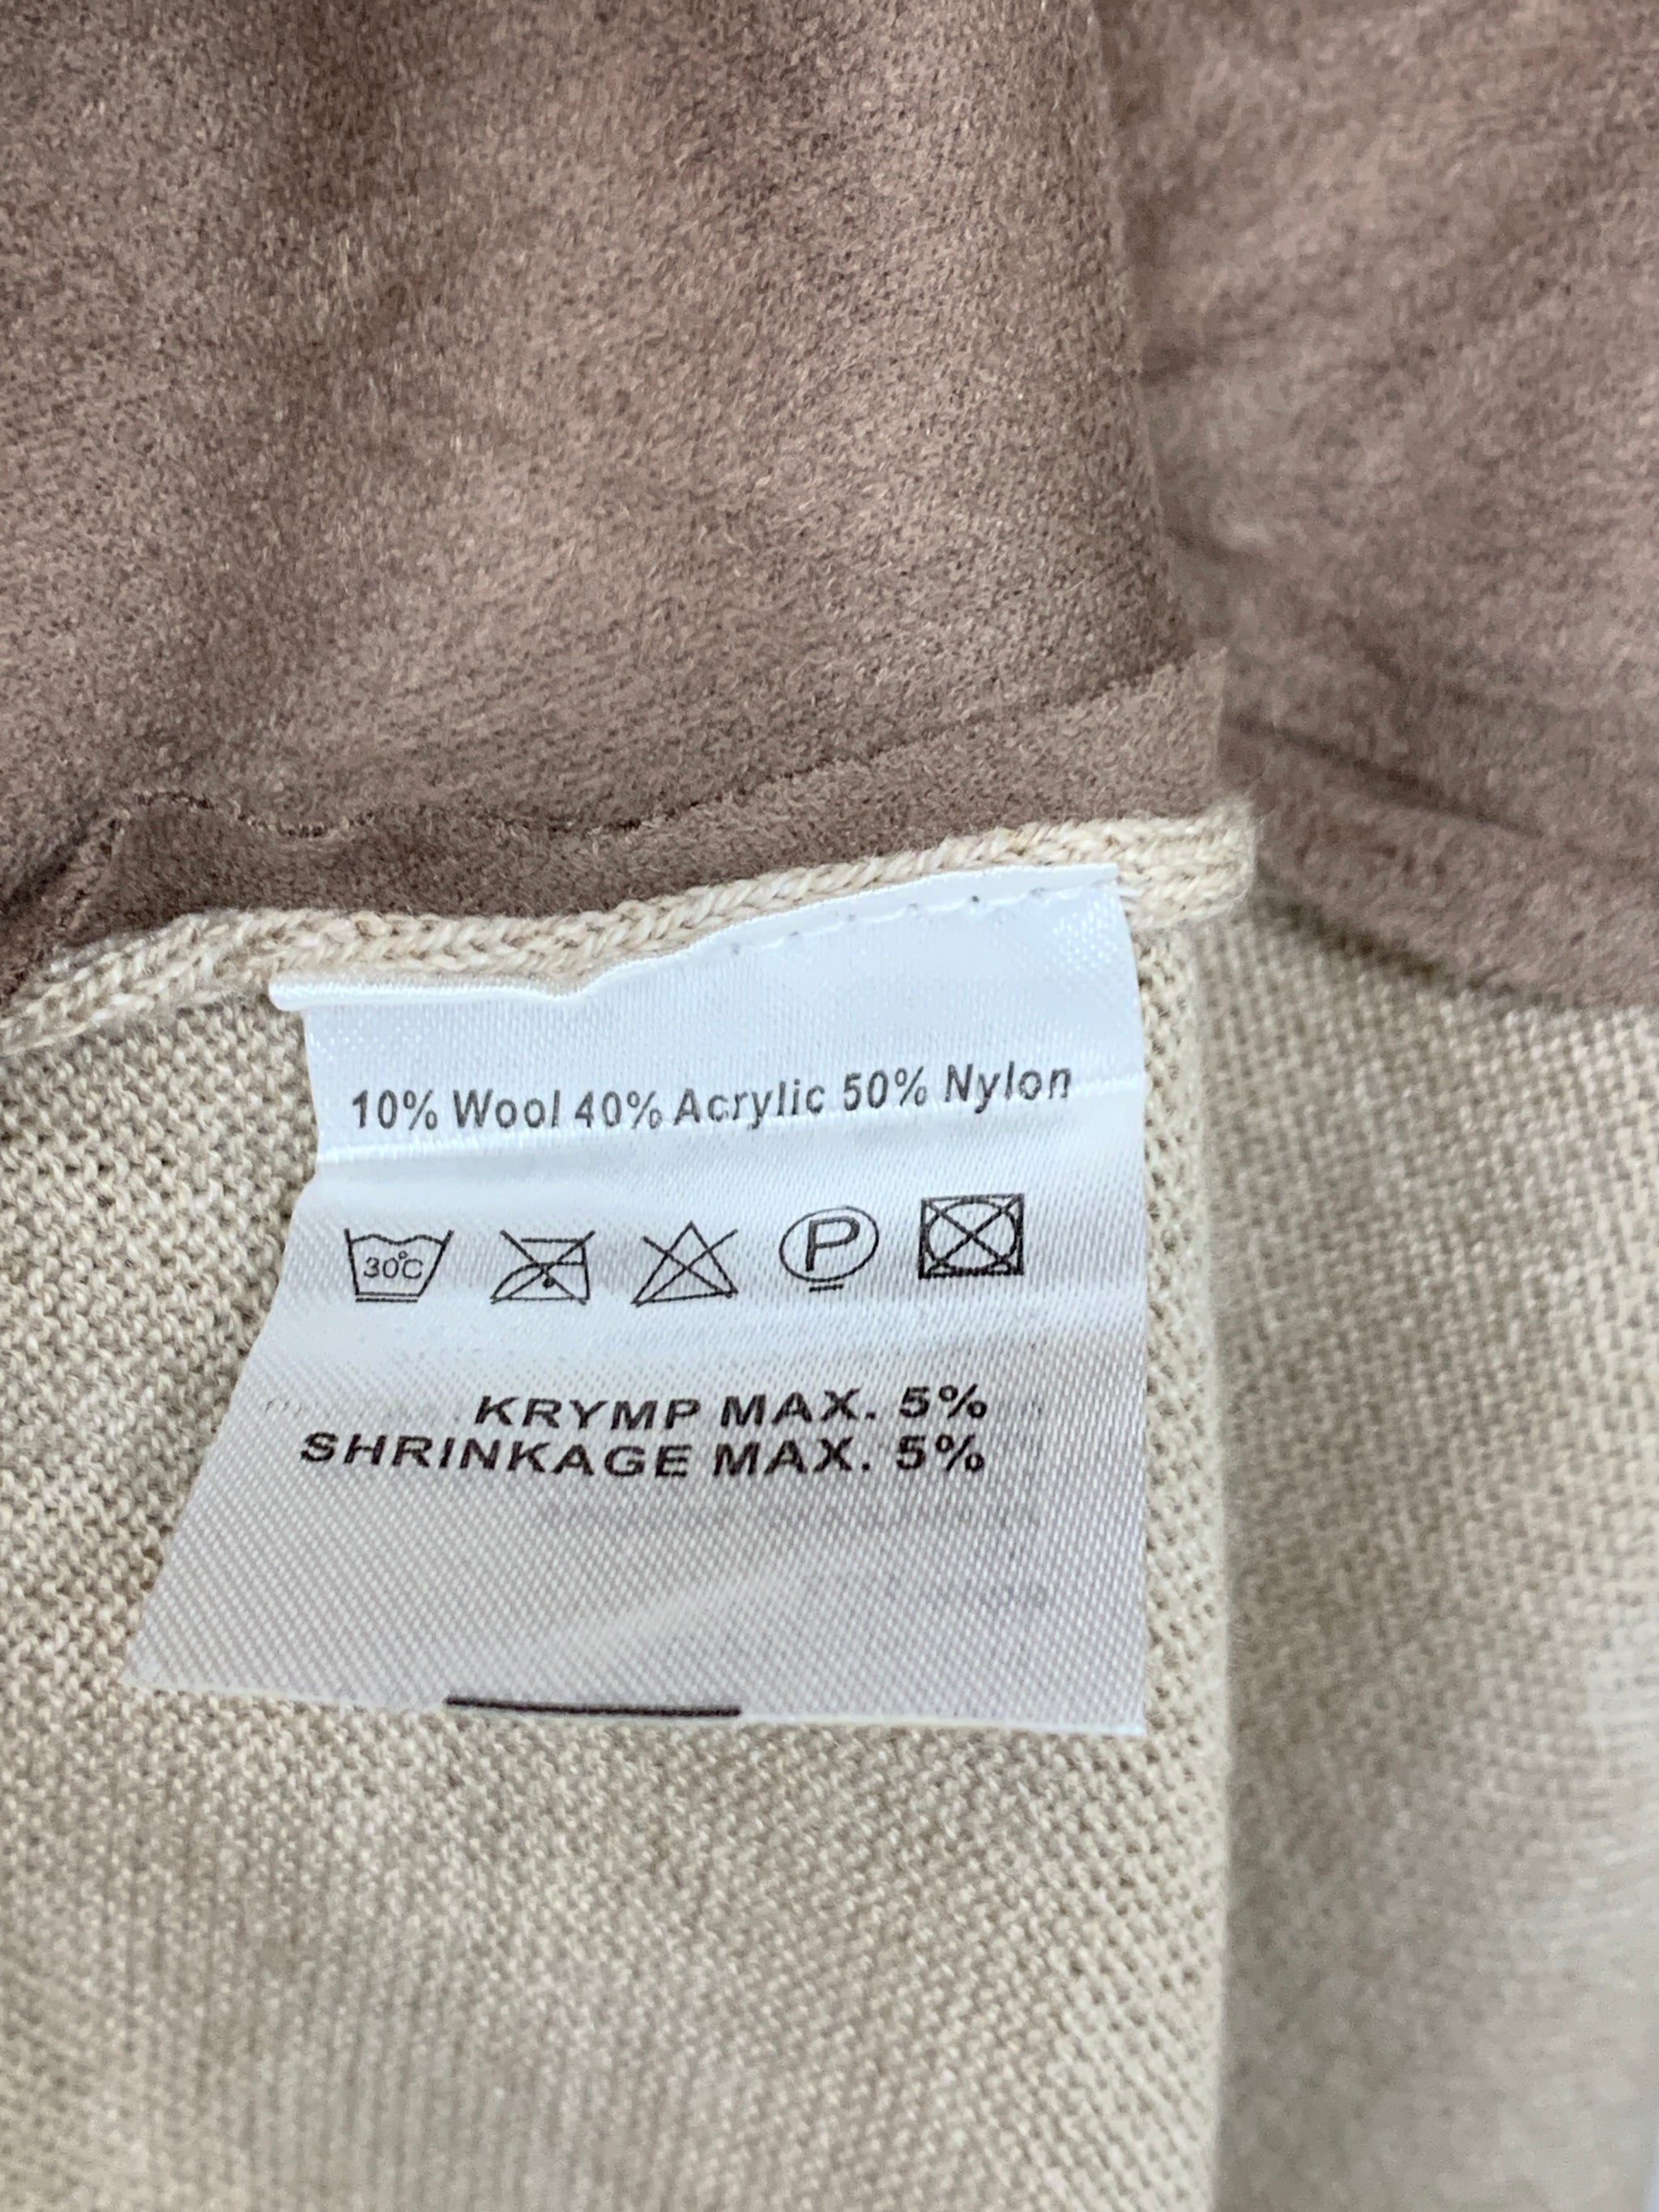 10% Wool 40% Acrylic 50% Nylon
30°C P
KRYMP MAX. 5%
SHRINKAGE MAX. 5%